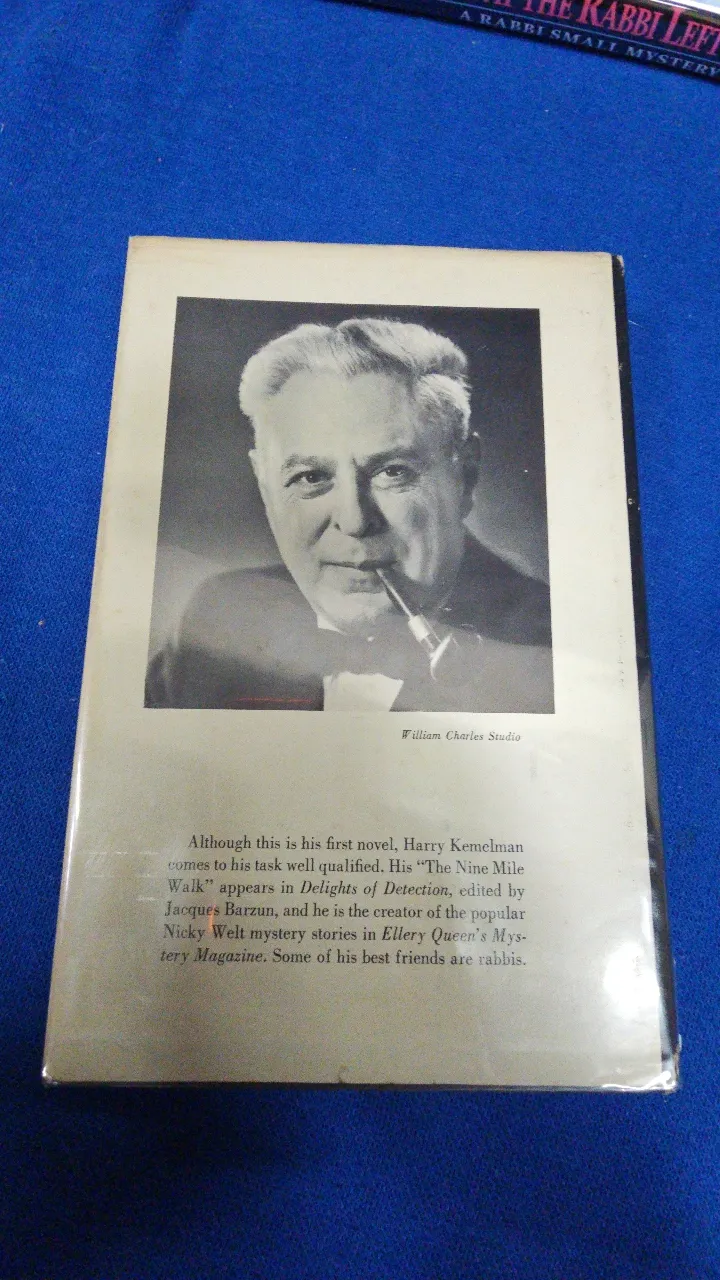 THE RABBI LEFT
A RABBI SMALL MYSTERY
William Charles Studio
Although this is his first novel, Harry Kemelman
comes to his task well qualified. His “The Nine Mile
Walk” appears in Delights of Detection, edited by
Jacques Barzun, and he is the creator of the popular
Nicky Welt mystery stories in Ellery Queen's Mys-
tery Magazine. Some of his best friends are rabbis.